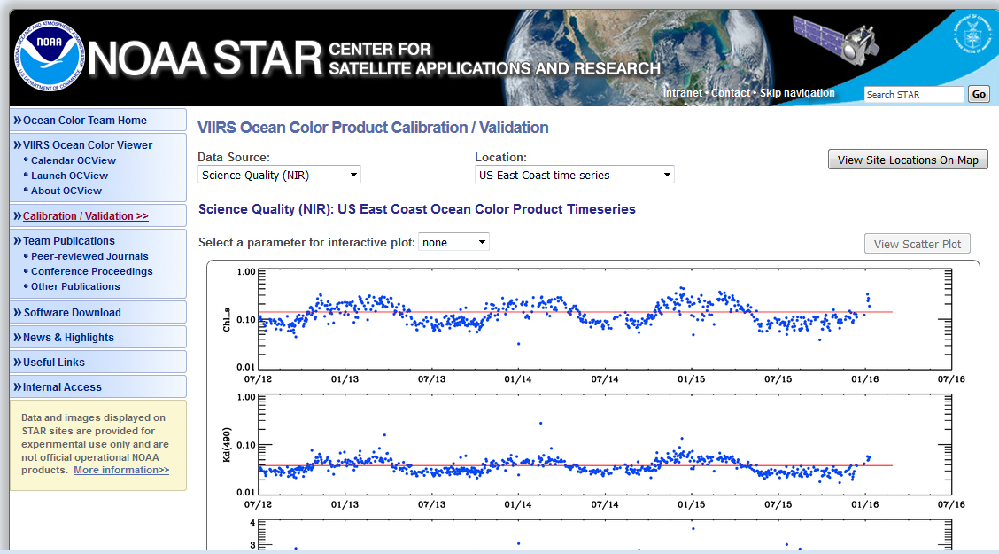 NOAA
NOAA STAR CENTER FOR
SATELLITE APPLICATIONS AND RESEARCH
Intranet • Contact • Skip navigation
Search STAR
Go
» Ocean Color Team Home
» VIIRS Ocean Color Viewer
• Calendar OCView
• Launch OCView
• About OCView
» Calibration / Validation >>
» Team Publications
• Peer-reviewed Journals
• Conference Proceedings
• Other Publications
» Software Download
» News & Highlights
» Useful Links
» Internal Access
Data and images displayed on
STAR sites are provided for
experimental use only and are
not official operational NOAA
products. More information>>
VIIRS Ocean Color Product Calibration / Validation
Data Source:
Science Quality (NIR)
Location:
US East Coast time series
View Site Locations On Map
Science Quality (NIR): US East Coast Ocean Color Product Timeseries
Select a parameter for interactive plot: none
View Scatter Plot
1.00
Chl_a
0.10
0.01
07/12 01/13 07/13 01/14 07/14 01/15 07/15 01/16 07/16
1.00
Kd(490)
0.10
0.01
07/12 01/13 07/13 01/14 07/14 01/15 07/15 01/16 07/16
4
3